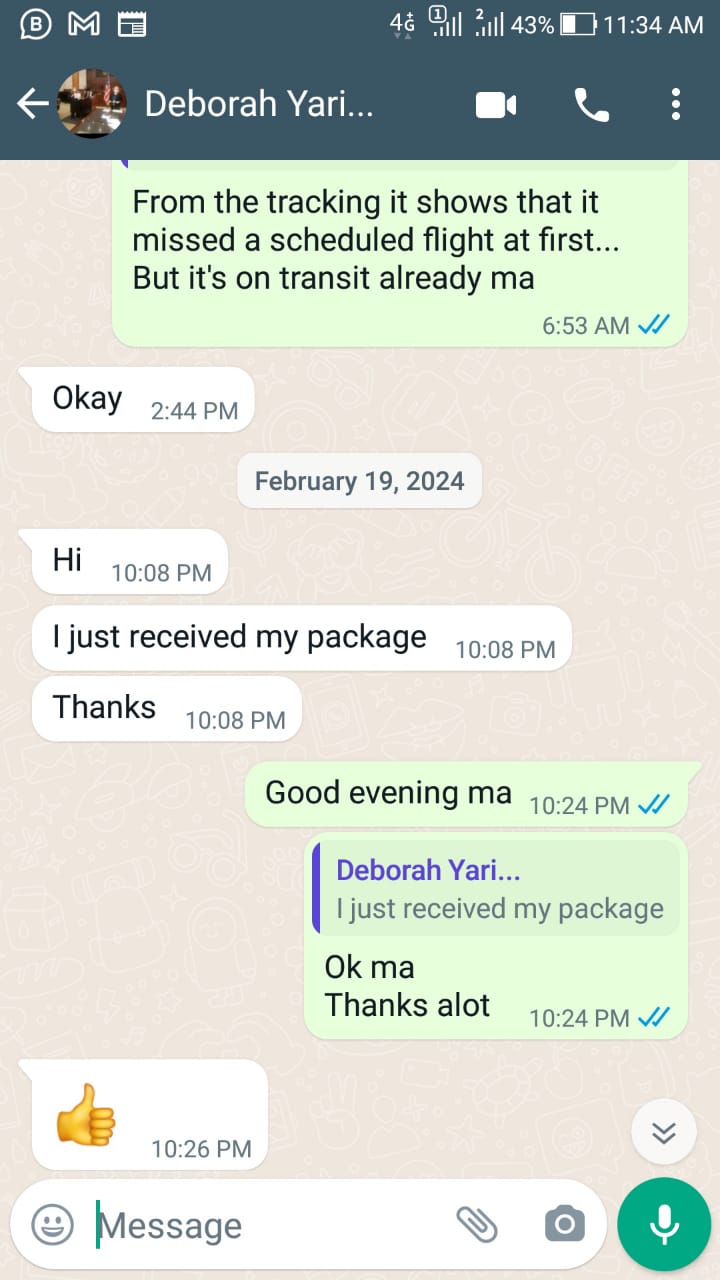 4G 1 2 43% 11:34 AM
Deborah Yari...
From the tracking it shows that it
missed a scheduled flight at first...
But it's on transit already ma
6:53 AM
Okay 2:44 PM
February 19, 2024
Hi 10:08 PM
I just received my package 10:08 PM
Thanks 10:08 PM
Good evening ma 10:24 PM
Deborah Yari...
I just received my package
Ok ma
Thanks alot 10:24 PM
👍 10:26 PM
Message